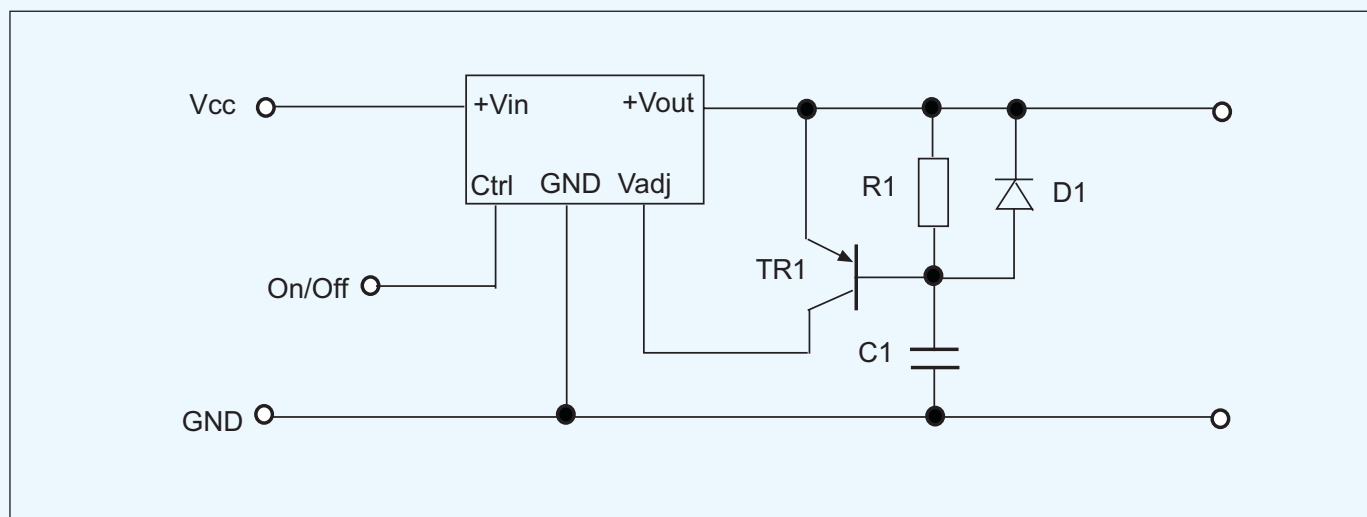 Vcc
+Vin
+Vout
Ctrl
GND
Vadj
R1
D1
TR1
On/Off
C1
GND